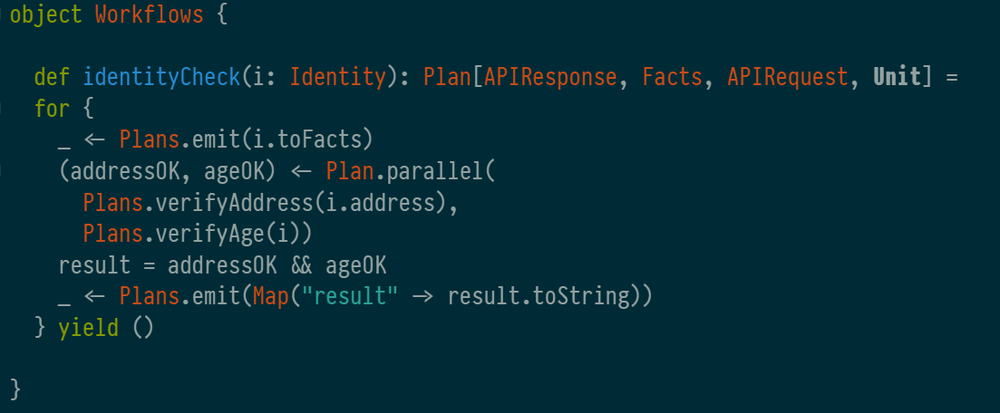 object Workflows {
def identityCheck(i: Identity): Plan[APIResponse, Facts, APIRequest, Unit] =
for {
_ <- Plans.emit(i.toFacts)
(addressOK, ageOK) <- Plan.parallel(
Plans.verifyAddress(i.address),
Plans.verifyAge(i))
result = addressOK && ageOK
_ <- Plans.emit(Map("result" -> result.toString))
} yield ()
}